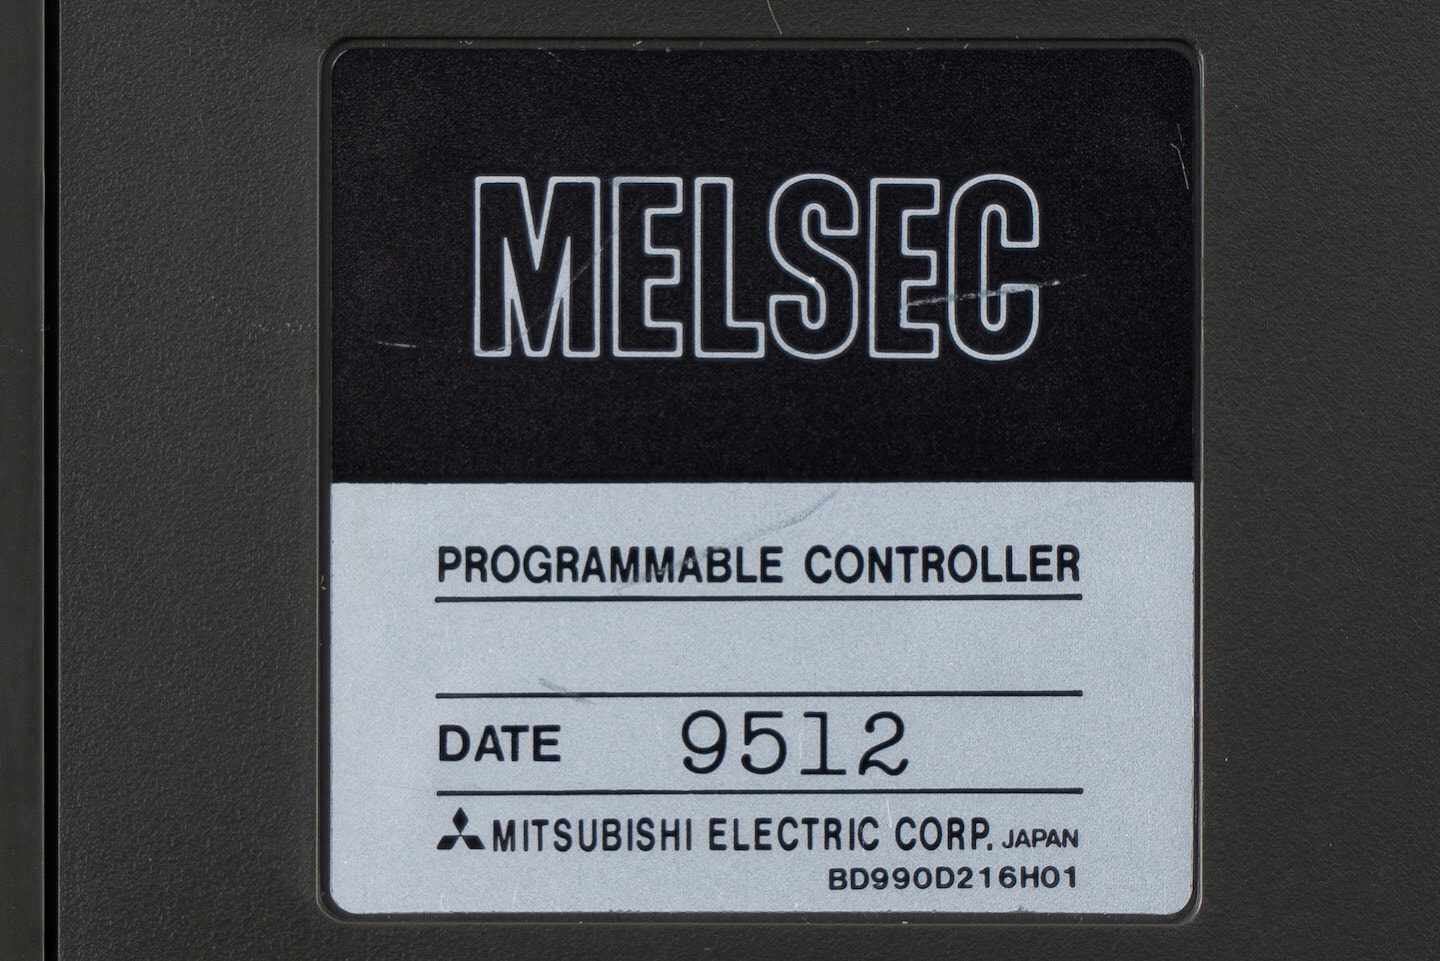 MELSEC
PROGRAMMABLE CONTROLLER
DATE 9512
MITSUBISHI ELECTRIC CORP. JAPAN
BD990D216H01